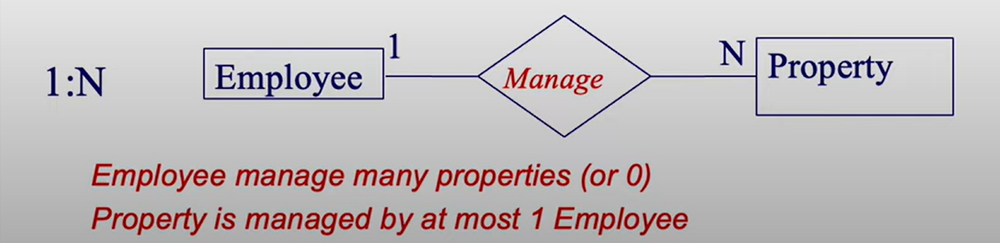 1:N
Employee
1
Manage
N
Property
Employee manage many properties (or 0)
Property is managed by at most 1 Employee